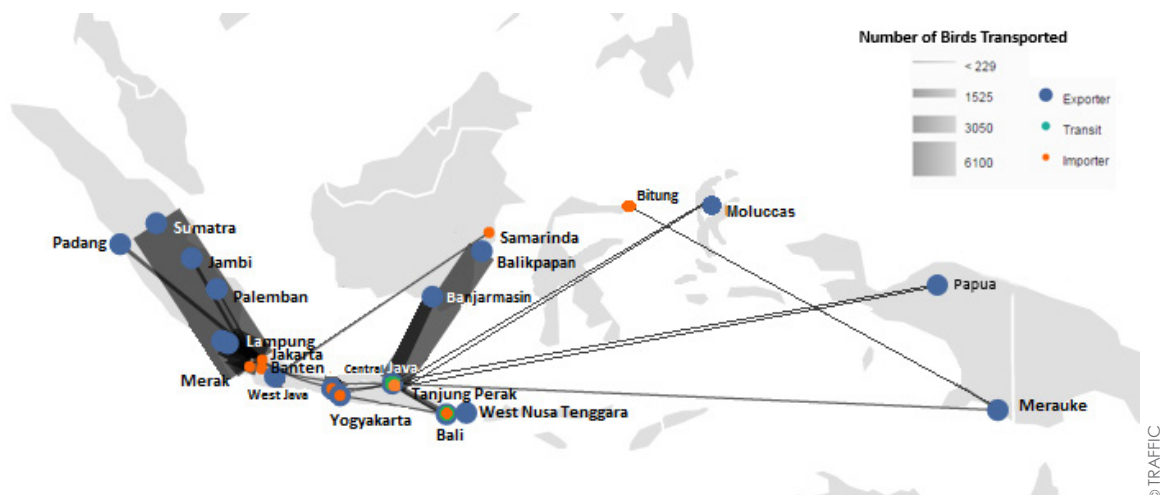 Number of Birds Transported
< 229
1525
3050
6100
Exporter
Transit
Importer
Bitung
Moluccas
Padang
Sumatra
Samarinda
Jambi
Balikpapan
Papua
Palemban
Banjarmasin
Lampung
Jakarta
Banten
Merak
West Java
Central Java
Tanjung Perak
Yogyakarta
West Nusa Tenggara
Bali
Merauke
© TRAFFIC